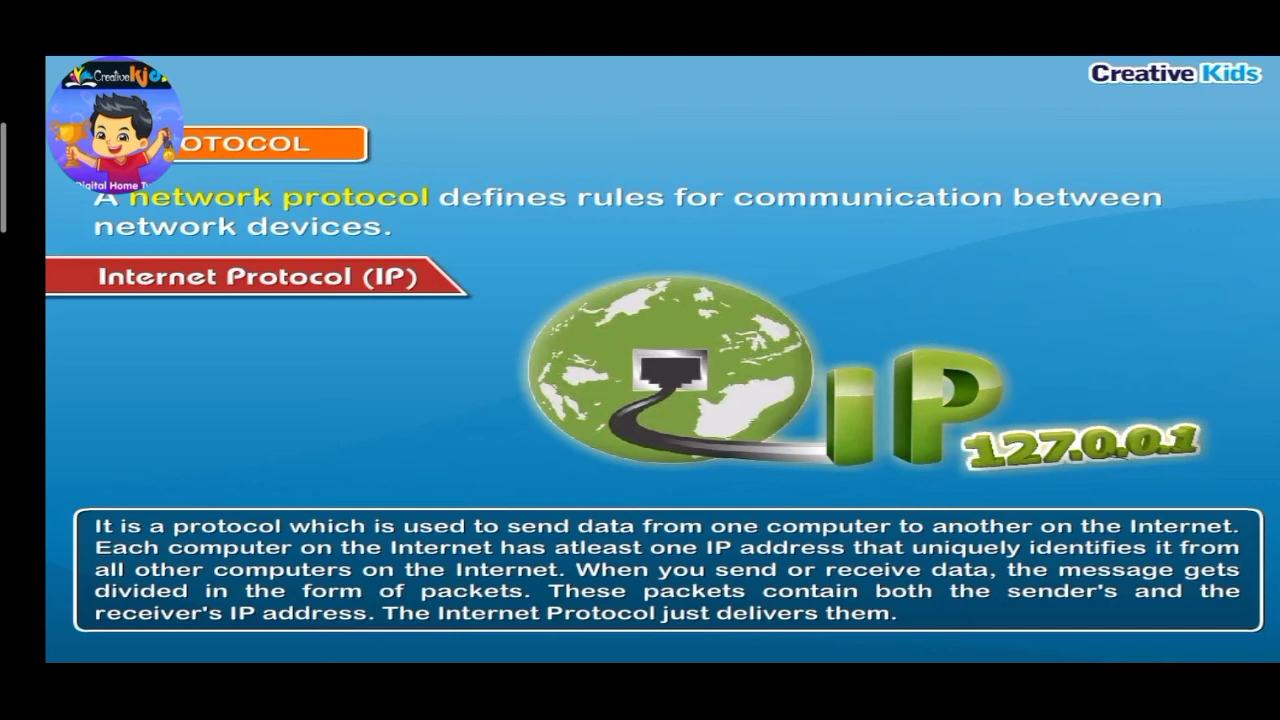 Creative Kids
Creative
Digital Home
OTOCOL
A network protocol defines rules for communication between
network devices.
Internet Protocol (IP)
IP
127.0.0.1
It is a protocol which is used to send data from one computer to another on the Internet.
Each computer on the Internet has atleast one IP address that uniquely identifies it from
all other computers on the Internet. When you send or receive data, the message gets
divided in the form of packets. These packets contain both the sender's and the
receiver's IP address. The Internet Protocol just delivers them.